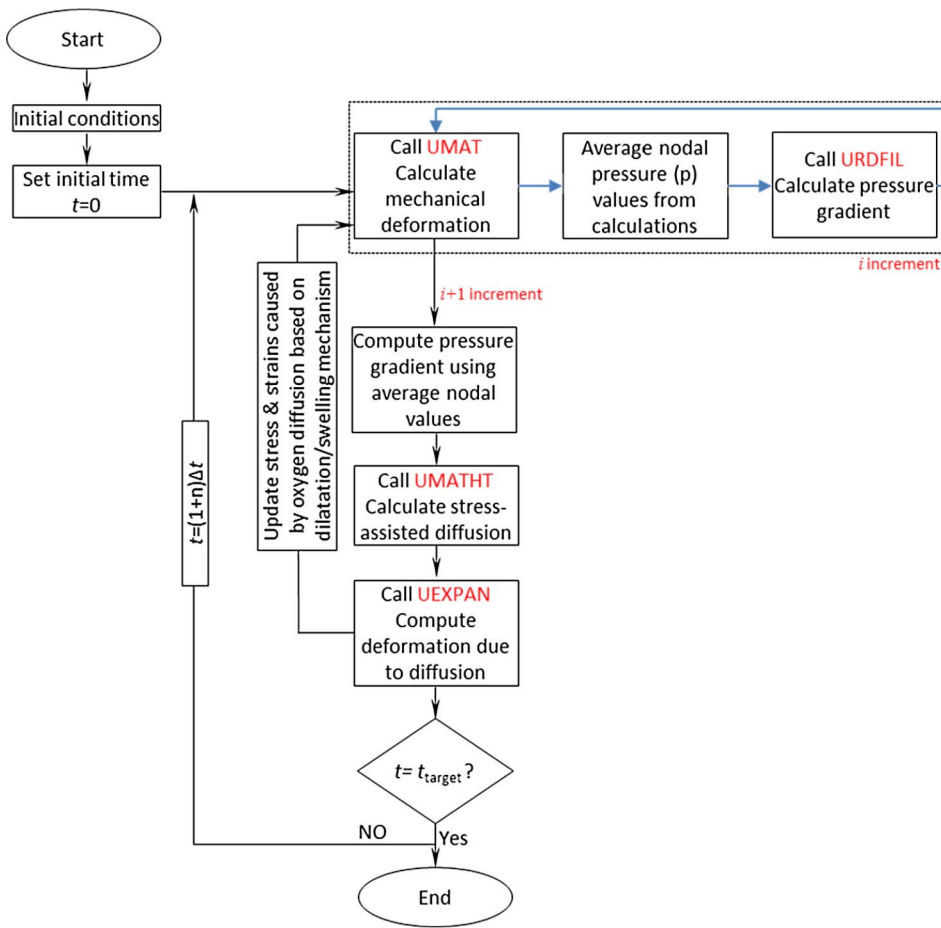 Start
Initial conditions
Set initial time
t=0
Call UMAT
Calculate
mechanical
deformation
Average nodal
pressure (p)
values from
calculations
Call URDFIL
Calculate pressure
gradient
i increment
i+1 increment
Compute pressure
gradient using
average nodal
values
Call UMATHT
Calculate stress-
assisted diffusion
Call UEXPAN
Compute
deformation due
to diffusion
Update stress & strains caused
by oxygen diffusion based on
dilatation/swelling mechanism
t=(1+n)Δt
t= t_target ?
NO
Yes
End